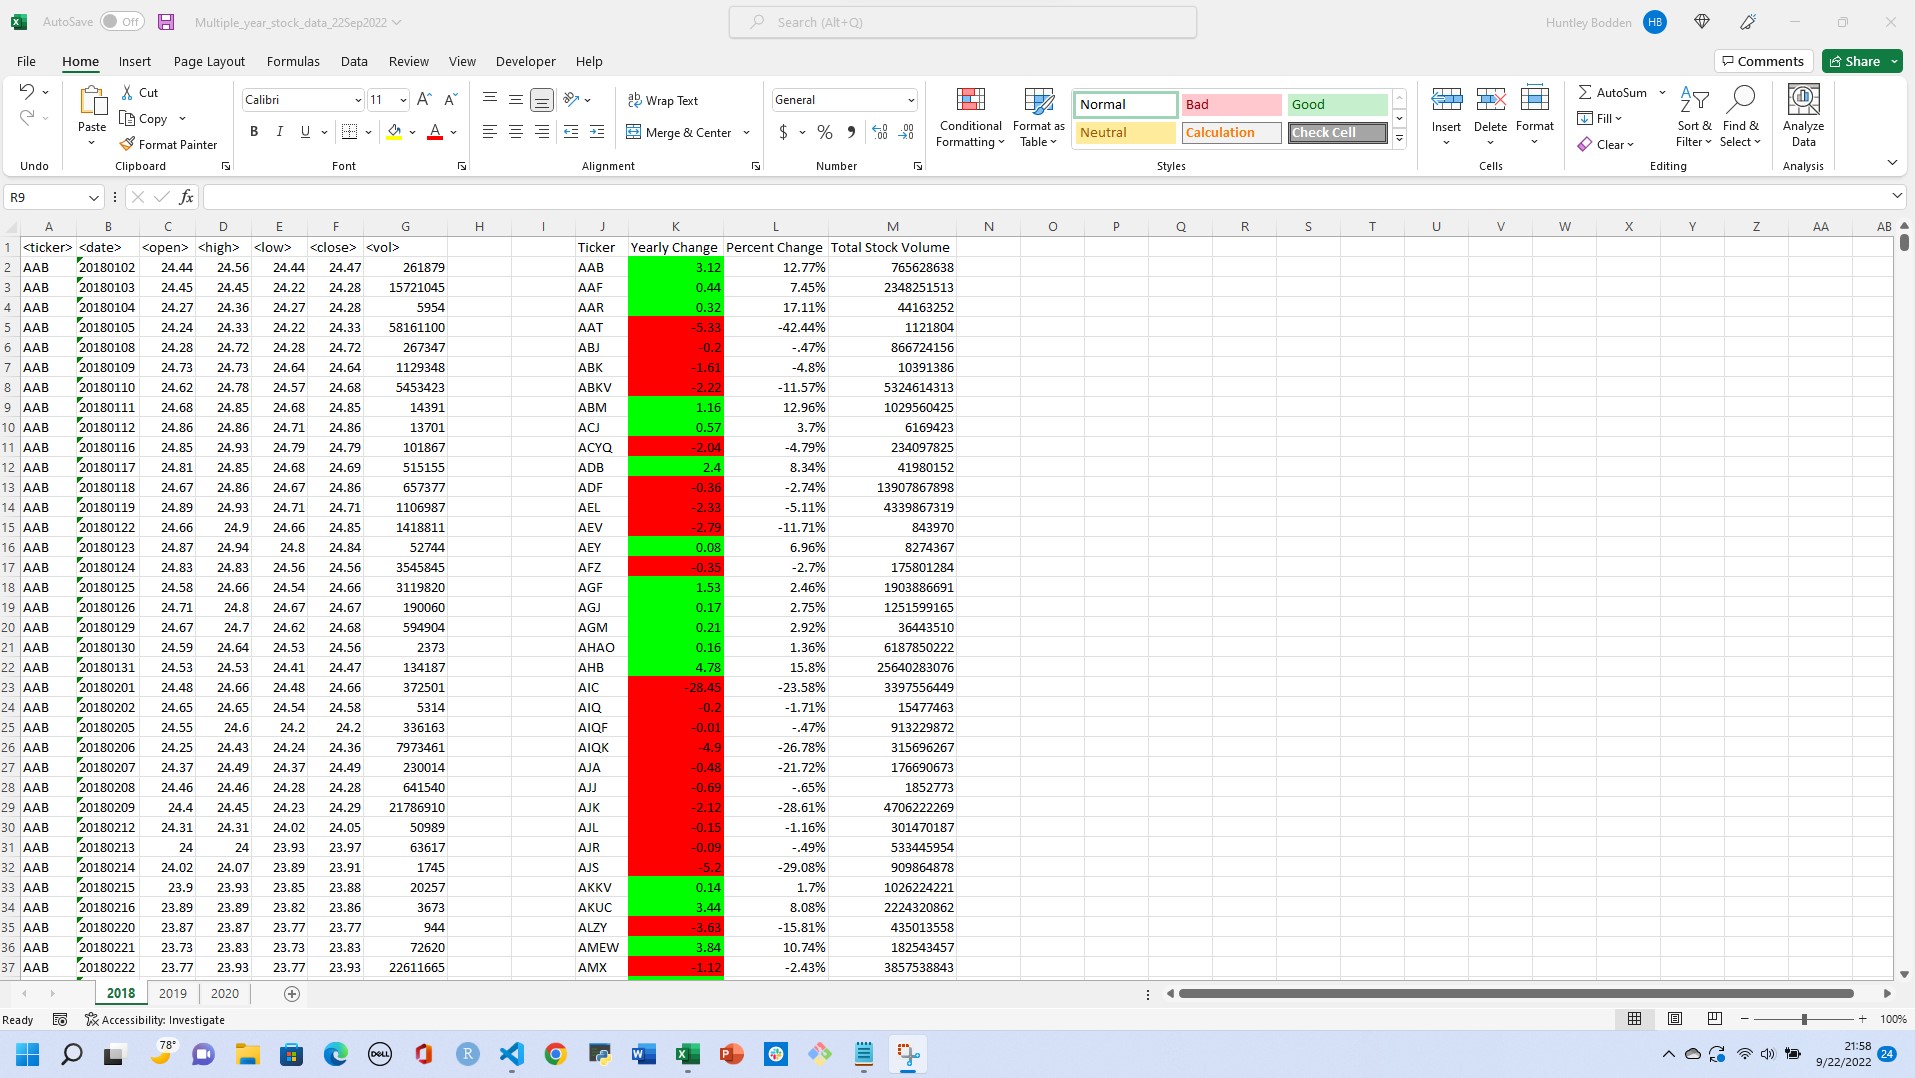 AutoSave Off Multiple_year_stock_data_22Sep2022 Search (Alt+Q) Huntley Bodden HB
File Home Insert Page Layout Formulas Data Review View Developer Help Comments Share
Cut Calibri 11 A A Wrap Text General Normal Bad Good AutoSum
Paste Copy Conditional Formatting Format as Table Insert Delete Format Fill Sort & Filter Find & Select Analyze Data
Format Painter B I U A Merge & Center $ % Neutral Calculation Check Cell Clear
Undo Clipboard Font Alignment Number Styles Cells Editing Analysis
R9 fx
A B C D E F G H I J K L M N O P Q R S T U V W X Y Z AA AB
1 <ticker> <date> <open> <high> <low> <close> <vol> Ticker Yearly Change Percent Change Total Stock Volume
2 AAB 20180102 24.44 24.56 24.44 24.47 261879 AAB 3.12 12.77% 765628638
3 AAB 20180103 24.45 24.45 24.22 24.28 15721045 AAF 0.44 7.45% 2348251513
4 AAB 20180104 24.27 24.36 24.27 24.28 5954 AAR 0.32 17.11% 44163252
5 AAB 20180105 24.24 24.33 24.22 24.33 58161100 AAT -5.33 -42.44% 1121804
6 AAB 20180108 24.28 24.72 24.28 24.72 267347 ABJ -0.2 -.47% 866724156
7 AAB 20180109 24.73 24.73 24.64 24.64 1129348 ABK -1.61 -4.8% 10391386
8 AAB 20180110 24.62 24.78 24.57 24.68 5453423 ABKV -2.22 -11.57% 5324614313
9 AAB 20180111 24.68 24.85 24.68 24.85 14391 ABM 1.16 12.96% 1029560425
10 AAB 20180112 24.86 24.86 24.71 24.86 13701 ACJ 0.57 3.7% 6169423
11 AAB 20180116 24.85 24.93 24.79 24.79 101867 ACYQ -2.04 -4.79% 234097825
12 AAB 20180117 24.81 24.85 24.68 24.69 515155 ADB 2.4 8.34% 41980152
13 AAB 20180118 24.67 24.86 24.67 24.86 657377 ADF -0.36 -2.74% 13907867898
14 AAB 20180119 24.89 24.93 24.71 24.71 1106987 AEL -2.33 -5.11% 4339867319
15 AAB 20180122 24.66 24.9 24.66 24.85 1418811 AEV -2.79 -11.71% 843970
16 AAB 20180123 24.87 24.94 24.8 24.84 52744 AEY 0.08 6.96% 8274367
17 AAB 20180124 24.83 24.83 24.56 24.56 3545845 AFZ -0.35 -2.7% 175801284
18 AAB 20180125 24.58 24.66 24.54 24.66 3119820 AGF 1.53 2.46% 1903886691
19 AAB 20180126 24.71 24.8 24.67 24.67 190060 AGJ 0.17 2.75% 1251599165
20 AAB 20180129 24.67 24.7 24.62 24.68 594904 AGM 0.21 2.92% 36443510
21 AAB 20180130 24.59 24.64 24.53 24.56 2373 AHAO 0.16 1.36% 6187850222
22 AAB 20180131 24.53 24.53 24.41 24.47 134187 AHB 4.78 15.8% 25640283076
23 AAB 20180201 24.48 24.66 24.48 24.66 372501 AIC -28.45 -23.58% 3397556449
24 AAB 20180202 24.65 24.65 24.54 24.58 5314 AIQ -0.2 -1.71% 15477463
25 AAB 20180205 24.55 24.6 24.2 24.2 336163 AIQF -0.01 -.47% 913229872
26 AAB 20180206 24.25 24.43 24.24 24.36 7973461 AIQK -4.9 -26.78% 315696267
27 AAB 20180207 24.37 24.49 24.37 24.49 230014 AJA -0.48 -21.72% 176690673
28 AAB 20180208 24.46 24.46 24.28 24.28 641540 AJJ -0.69 -.65% 1852773
29 AAB 20180209 24.4 24.45 24.23 24.29 21786910 AJK -2.12 -28.61% 4706222269
30 AAB 20180212 24.31 24.31 24.02 24.05 50989 AJL -0.15 -1.16% 301470187
31 AAB 20180213 24 24 23.93 23.97 63617 AJR -0.09 -.49% 533445954
32 AAB 20180214 24.02 24.07 23.89 23.91 1745 AJS -5.2 -29.08% 909864878
33 AAB 20180215 23.9 23.93 23.85 23.88 20257 AKKV 0.14 1.7% 1026224221
34 AAB 20180216 23.89 23.89 23.82 23.86 3673 AKUC 3.44 8.08% 2224320862
35 AAB 20180220 23.87 23.87 23.77 23.77 944 ALZY -3.63 -15.81% 435013558
36 AAB 20180221 23.73 23.83 23.73 23.83 72620 AMEW 3.84 10.74% 182543457
37 AAB 20180222 23.77 23.93 23.77 23.93 22611665 AMX -1.12 -2.43% 3857538843
2018 2019 2020
Ready Accessibility: Investigate 100%
78° DELL R 21:58
9/22/2022 24